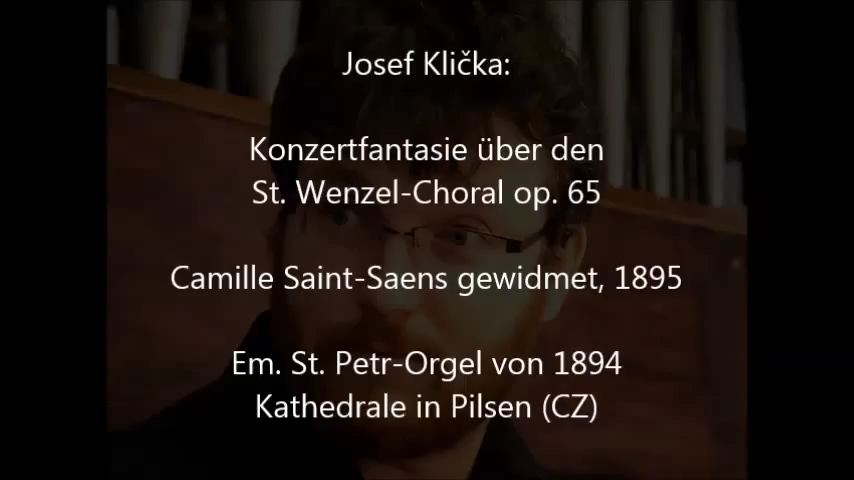 Josef Klička:
Konzertfantasie über den
St. Wenzel-Choral op. 65
Camille Saint-Saens gewidmet, 1895
Em. St. Petr-Orgel von 1894
Kathedrale in Pilsen (CZ)